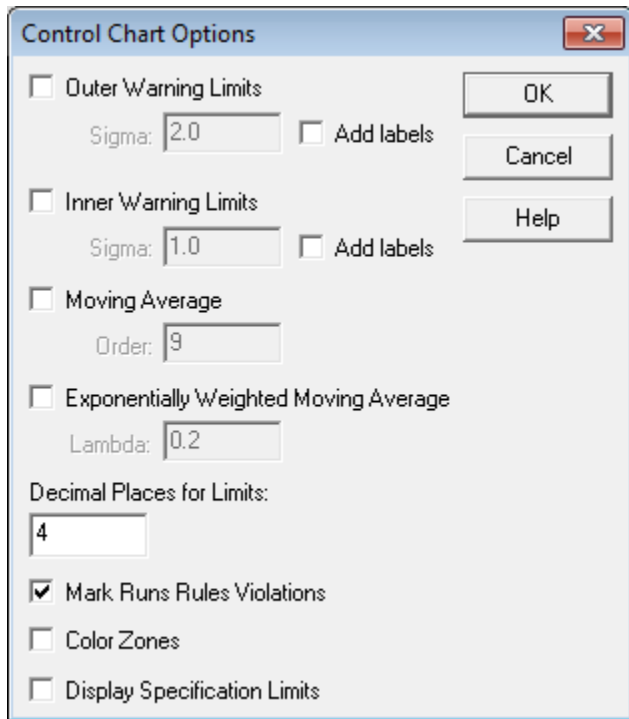 Control Chart Options
Outer Warning Limits
OK
Sigma: 2.0 Add labels
Cancel
Inner Warning Limits
Help
Sigma: 1.0 Add labels
Moving Average
Order: 9
Exponentially Weighted Moving Average
Lambda: 0.2
Decimal Places for Limits:
4
Mark Runs Rules Violations
Color Zones
Display Specification Limits